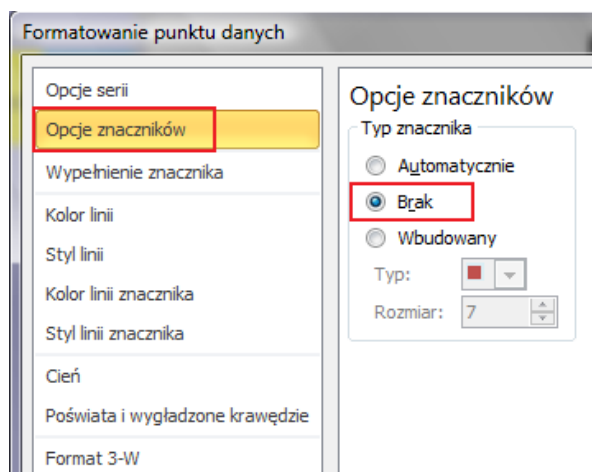 Formatowanie punktu danych
Opcje serii
Opcje znaczników
Wypełnienie znacznika
Kolor linii
Styl linii
Kolor linii znacznika
Styl linii znacznika
Cień
Poświata i wygładzone krawędzie
Format 3-W
Opcje znaczników
Typ znacznika
Automatycznie
Brak
Wbudowany
Typ:
Rozmiar: 7